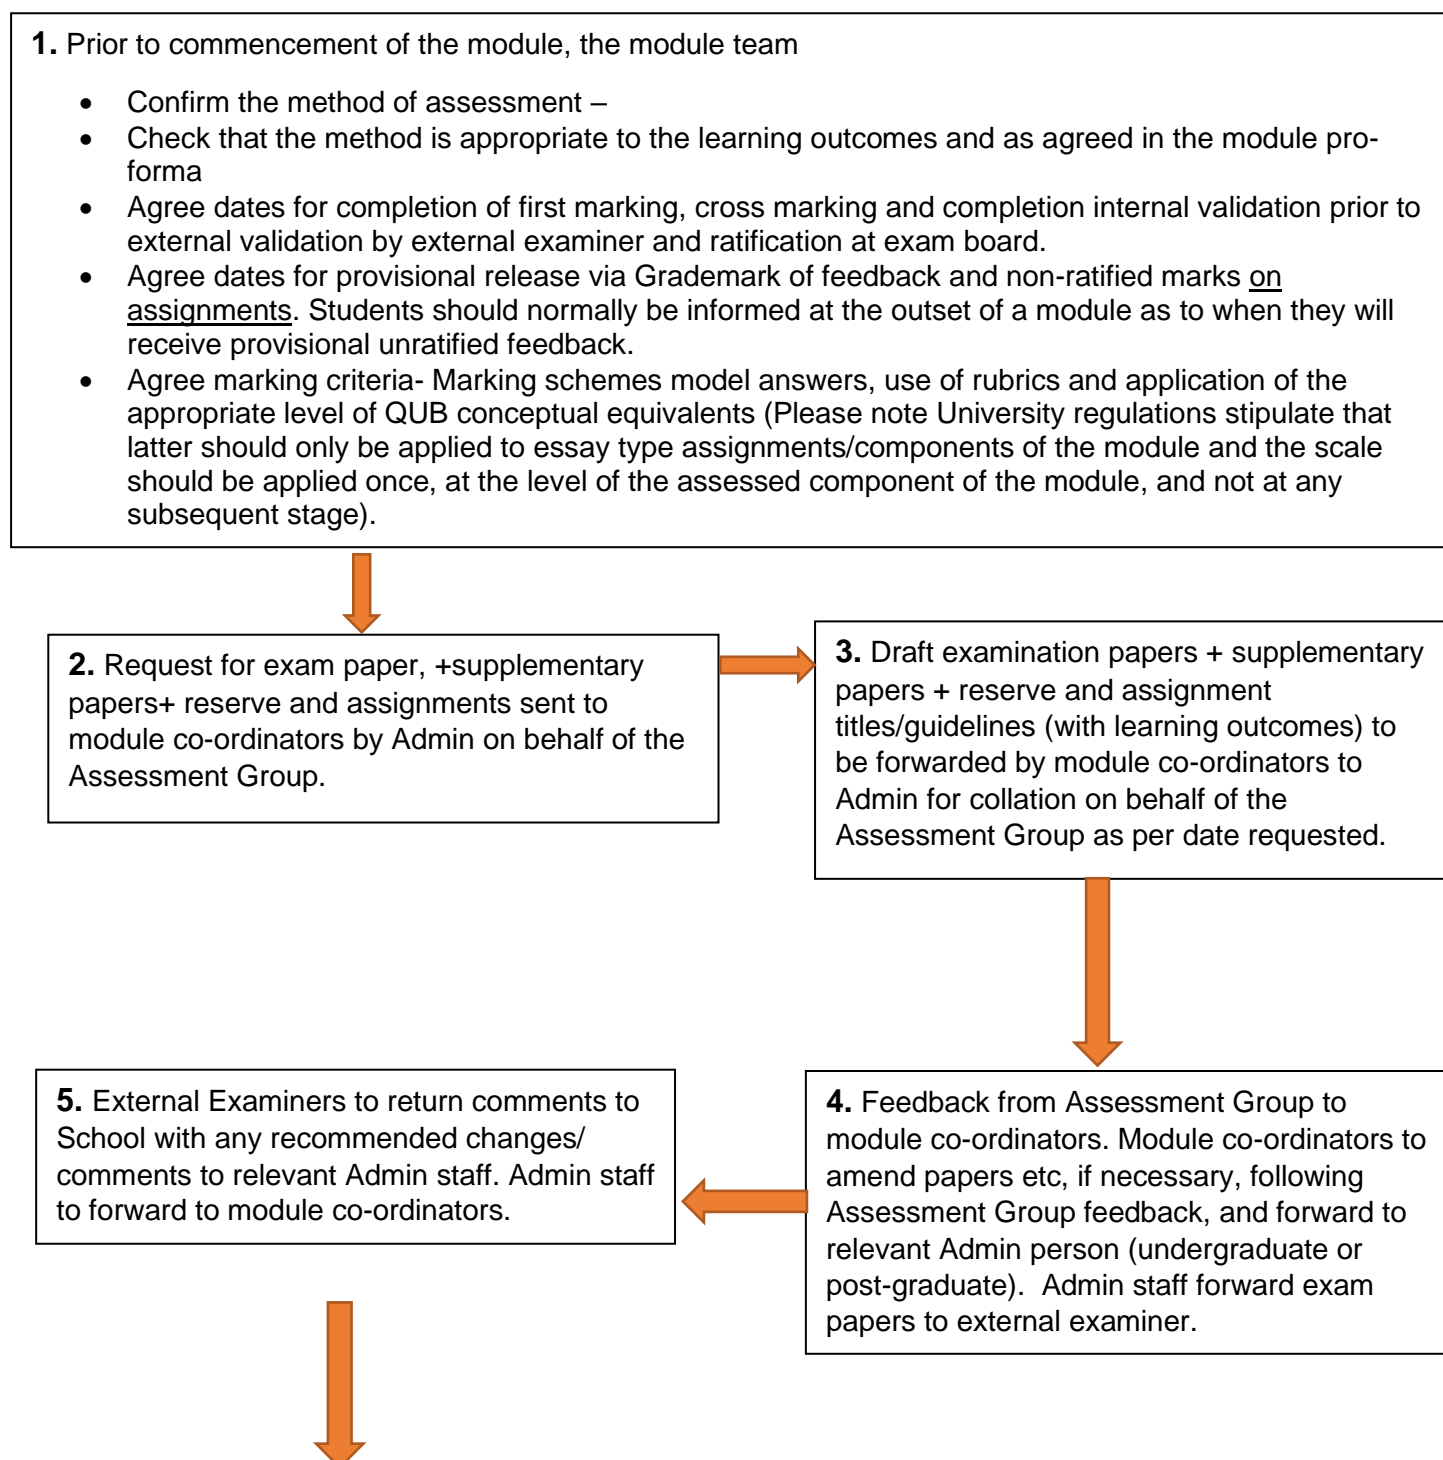 1. Prior to commencement of the module, the module team
• Confirm the method of assessment –
• Check that the method is appropriate to the learning outcomes and as agreed in the module pro-
forma
• Agree dates for completion of first marking, cross marking and completion internal validation prior to
external validation by external examiner and ratification at exam board.
• Agree dates for provisional release via Grademark of feedback and non-ratified marks on
assignments. Students should normally be informed at the outset of a module as to when they will
receive provisional unratified feedback.
• Agree marking criteria- Marking schemes model answers, use of rubrics and application of the
appropriate level of QUB conceptual equivalents (Please note University regulations stipulate that
latter should only be applied to essay type assignments/components of the module and the scale
should be applied once, at the level of the assessed component of the module, and not at any
subsequent stage).
2. Request for exam paper, +supplementary
papers+ reserve and assignments sent to
module co-ordinators by Admin on behalf of the
Assessment Group.
3. Draft examination papers + supplementary
papers + reserve and assignment
titles/guidelines (with learning outcomes) to
be forwarded by module co-ordinators to
Admin for collation on behalf of the
Assessment Group as per date requested.
4. Feedback from Assessment Group to
module co-ordinators. Module co-ordinators to
amend papers etc, if necessary, following
Assessment Group feedback, and forward to
relevant Admin person (undergraduate or
post-graduate).  Admin staff forward exam
papers to external examiner.
5. External Examiners to return comments to
School with any recommended changes/
comments to relevant Admin staff. Admin staff
to forward to module co-ordinators.